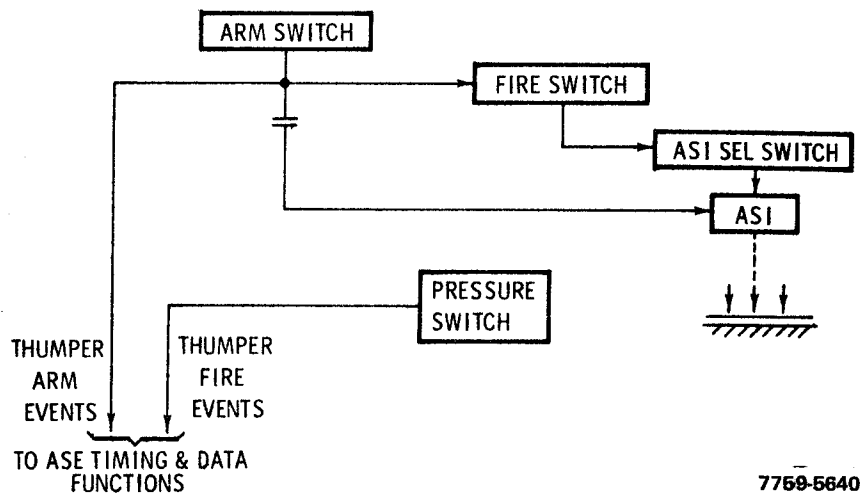 ARM SWITCH
FIRE SWITCH
ASI SEL SWITCH
ASI
PRESSURE
SWITCH
THUMPER
ARM
EVENTS
THUMPER
FIRE
EVENTS
TO ASE TIMING & DATA
FUNCTIONS
7759-5640